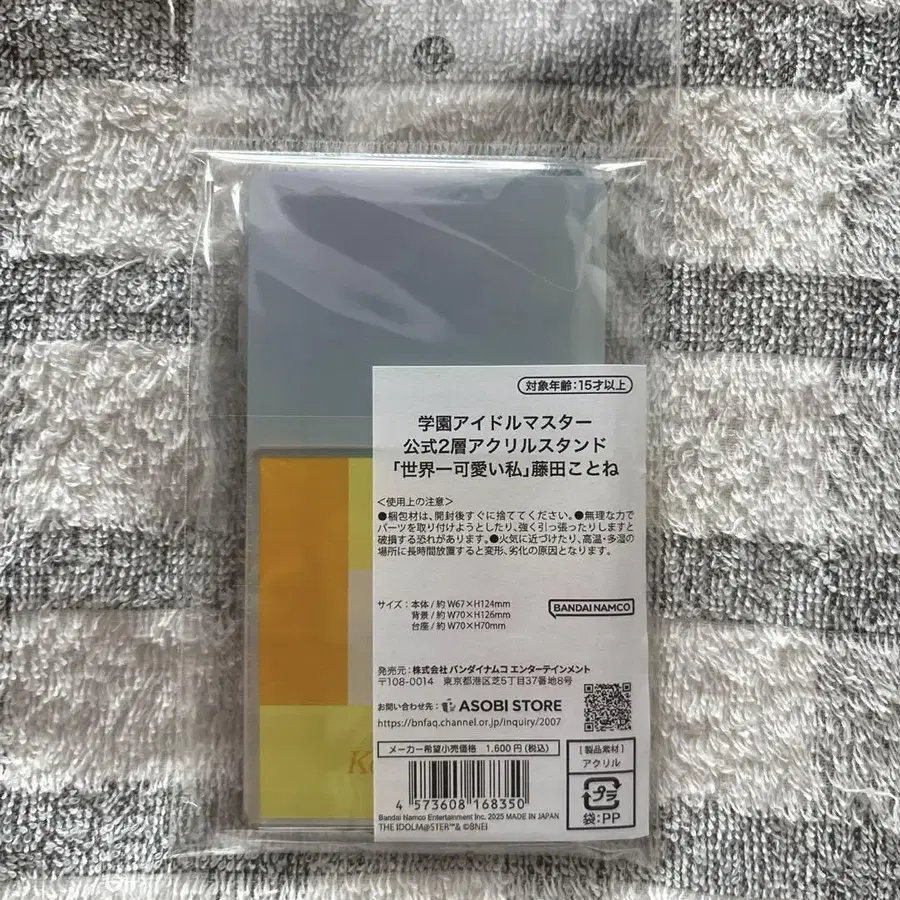 対象年齢:15才以上
学園アイドルマスター
公式2層アクリルスタンド
「世界一可愛い私」藤田ことね
<使用上の注意>
●梱包材は、開封後すぐに捨ててください。●無理な力で
パーツを取り付けようとしたり、強く引っ張ったりしますと
破損する恐れがあります。●火気に近づけたり、高温・多湿の
場所に長時間放置すると変形、劣化の原因となります。
サイズ:本体/約 W67×H124mm
背景/約 W70×H126mm
台座/約 W70×H70mm
BANDAI NAMCO
発売元:株式会社 バンダイナムコ エンターテインメント
〒108-0014 東京都港区芝5丁目37番地8号
お問い合わせ先: ASOBI STORE
https://bnfaq.channel.or.jp/inquiry/2007
メーカー希望小売価格 1,600円(税込)
[製品素材]
アクリル
プラ
袋:PP
4 573608 168350
Bandai Namco Entertainment Inc. 2025 MADE IN JAPAN
THE IDOLM@STER™& ©BNEI